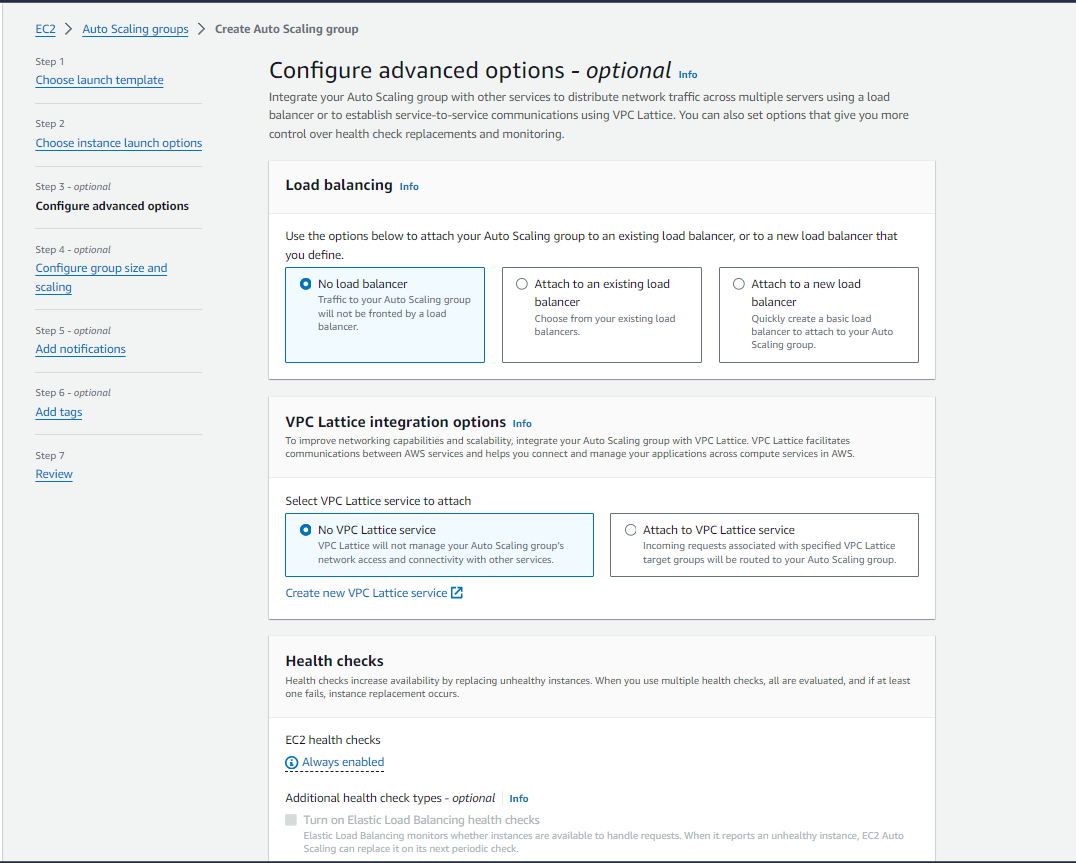 EC2 > Auto Scaling groups > Create Auto Scaling group
Step 1
Choose launch template
Step 2
Choose instance launch options
Step 3 - optional
Configure advanced options
Step 4 - optional
Configure group size and
scaling
Step 5 - optional
Add notifications
Step 6 - optional
Add tags
Step 7
Review
Configure advanced options - optional Info
Integrate your Auto Scaling group with other services to distribute network traffic across multiple servers using a load
balancer or to establish service-to-service communications using VPC Lattice. You can also set options that give you more
control over health check replacements and monitoring.
Load balancing Info
Use the options below to attach your Auto Scaling group to an existing load balancer, or to a new load balancer that
you define.
No load balancer
Traffic to your Auto Scaling group
will not be fronted by a load
balancer.
Attach to an existing load
balancer
Choose from your existing load
balancers.
Attach to a new load
balancer
Quickly create a basic load
balancer to attach to your Auto
Scaling group.
VPC Lattice integration options Info
To improve networking capabilities and scalability, integrate your Auto Scaling group with VPC Lattice. VPC Lattice facilitates
communications between AWS services and helps you connect and manage your applications across compute services in AWS.
Select VPC Lattice service to attach
No VPC Lattice service
VPC Lattice will not manage your Auto Scaling group's
network access and connectivity with other services.
Attach to VPC Lattice service
Incoming requests associated with specified VPC Lattice
target groups will be routed to your Auto Scaling group.
Create new VPC Lattice service
Health checks
Health checks increase availability by replacing unhealthy instances. When you use multiple health checks, all are evaluated, and if at least
one fails, instance replacement occurs.
EC2 health checks
Always enabled
Additional health check types - optional Info
Turn on Elastic Load Balancing health checks
Elastic Load Balancing monitors whether instances are available to handle requests. When it reports an unhealthy instance, EC2 Auto
Scaling can replace it on its next periodic check.